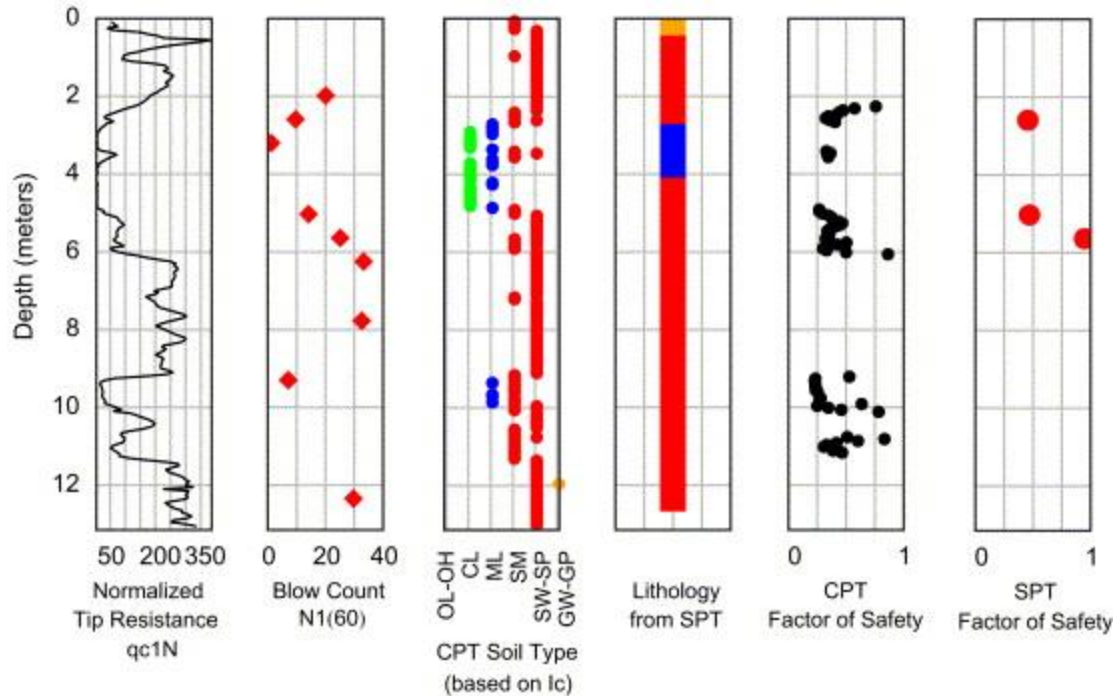 Depth (meters)
0
2
4
6
8
10
12
50 200 350
Normalized
Tip Resistance
qc1N
0 20 40
Blow Count
N1(60)
OL-OH
CL
ML
SM
SW-SP
GW-GP
CPT Soil Type
(based on Ic)
Lithology
from SPT
0 1
CPT
Factor of Safety
0 1
SPT
Factor of Safety